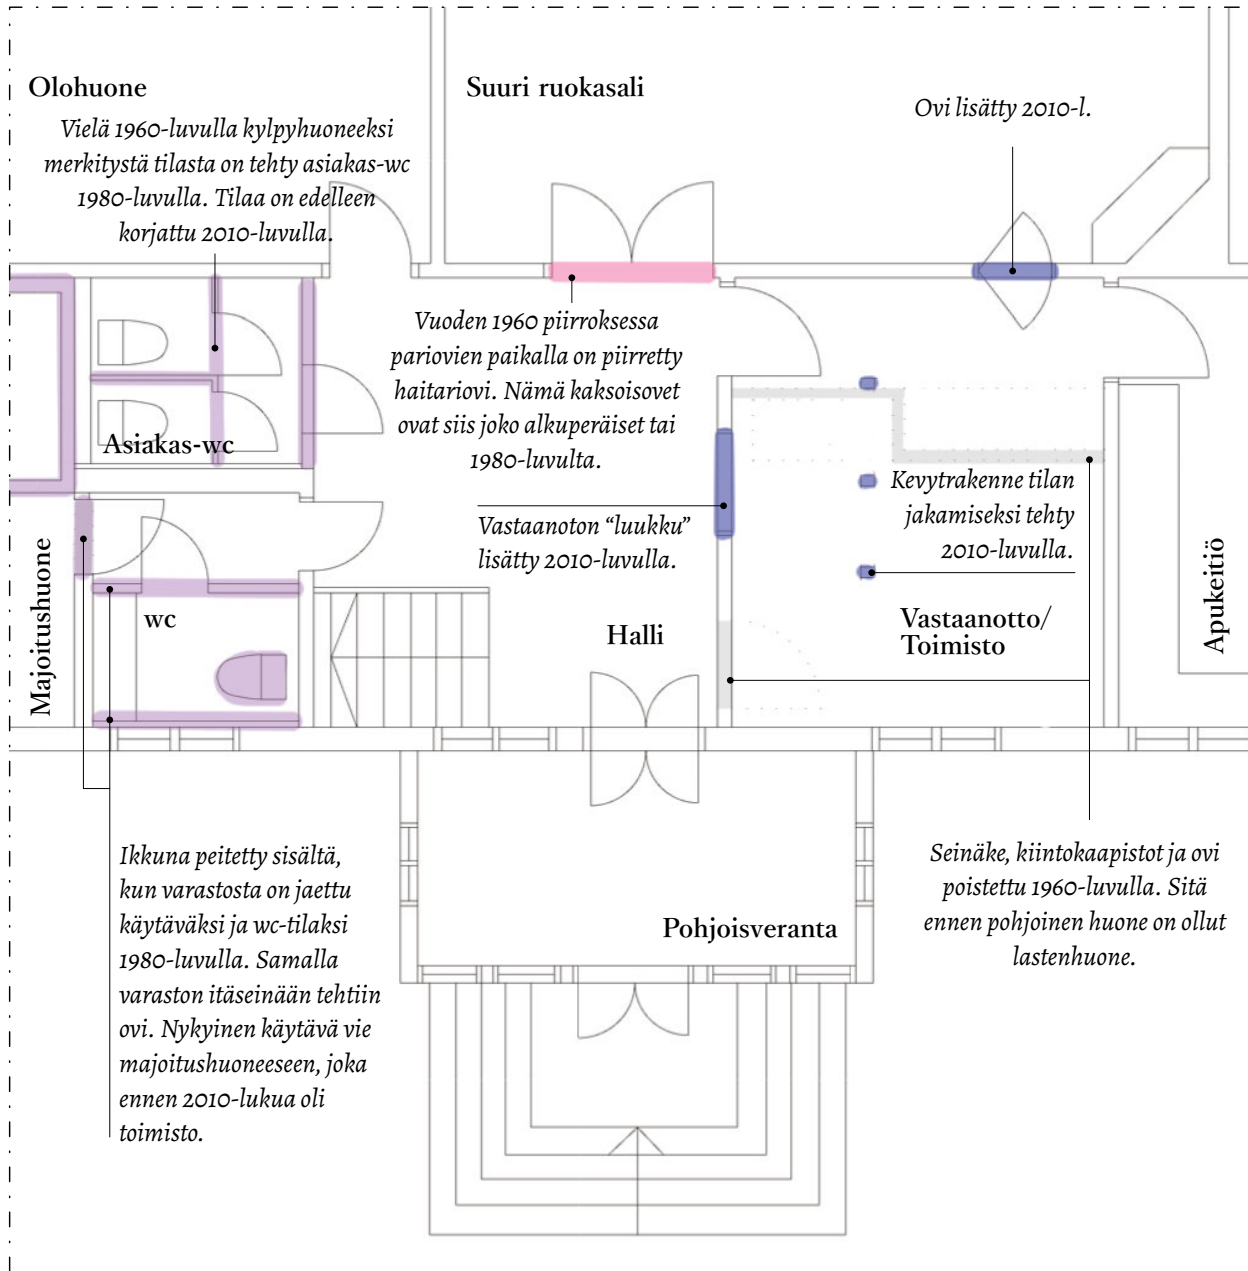 Olohuone
Vielä 1960-luvulla kylpyhuoneeksi
merkitystä tilasta on tehty asiakas-wc
1980-luvulla. Tilaa on edelleen
korjattu 2010-luvulla.
Suuri ruokasali
Ovi lisätty 2010-l.
Vuoden 1960 piirroksessa
pariovien paikalla on piirretty
haitariovi. Nämä kaksoisovet
ovat siis joko alkuperäiset tai
1980-luvulta.
Asiakas-wc
Vastaanoton “luukku”
lisätty 2010-luvulla.
Kevytrakenne tilan
jakamiseksi tehty
2010-luvulla.
Majoitushuone
wc
Halli
Vastaanotto/
Toimisto
Apukeitiö
Ikkuna peitetty sisältä,
kun varastosta on jaettu
käytäväksi ja wc-tilaksi
1980-luvulla. Samalla
varaston itäseinään tehtiin
ovi. Nykyinen käytävä vie
majoitushuoneeseen, joka
ennen 2010-lukua oli
toimisto.
Pohjoisveranta
Seinäke, kiintokaapistot ja ovi
poistettu 1960-luvulla. Sitä
ennen pohjoinen huone on ollut
lastenhuone.